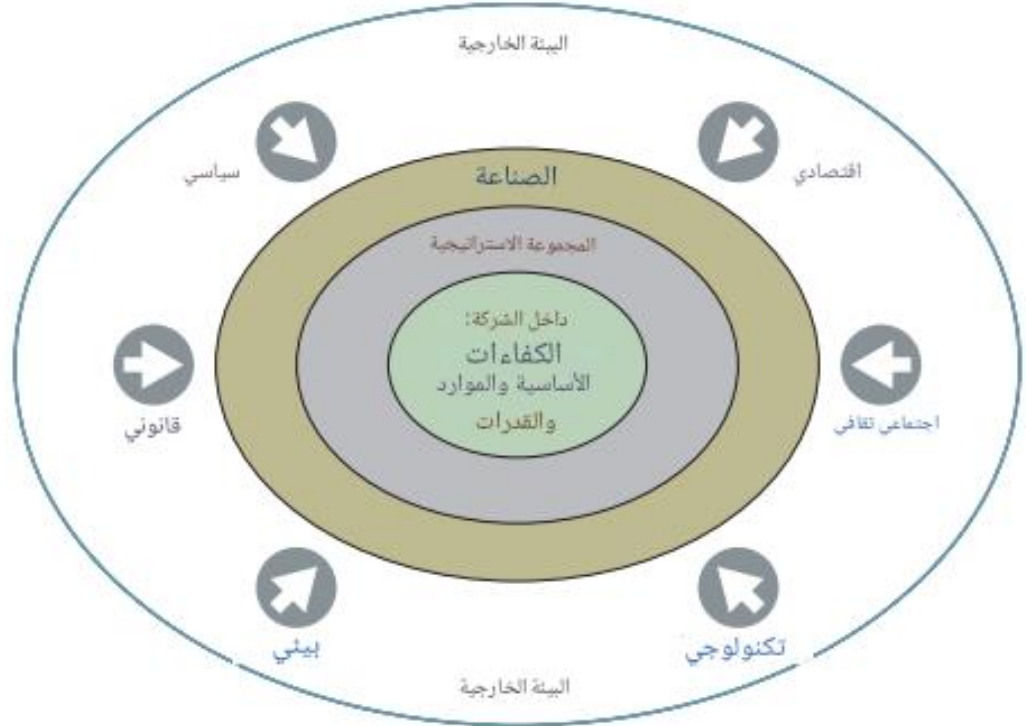 البيئة الخارجية
اقتصادي
سياسي
الصناعة
المجموعة الاستراتيجية
داخل الشركة:
الكفاءات
الأساسية والموارد
والقدرات
اجتماعي ثقافي
قانوني
تكنولوجي
بيئي
البيئة الخارجية